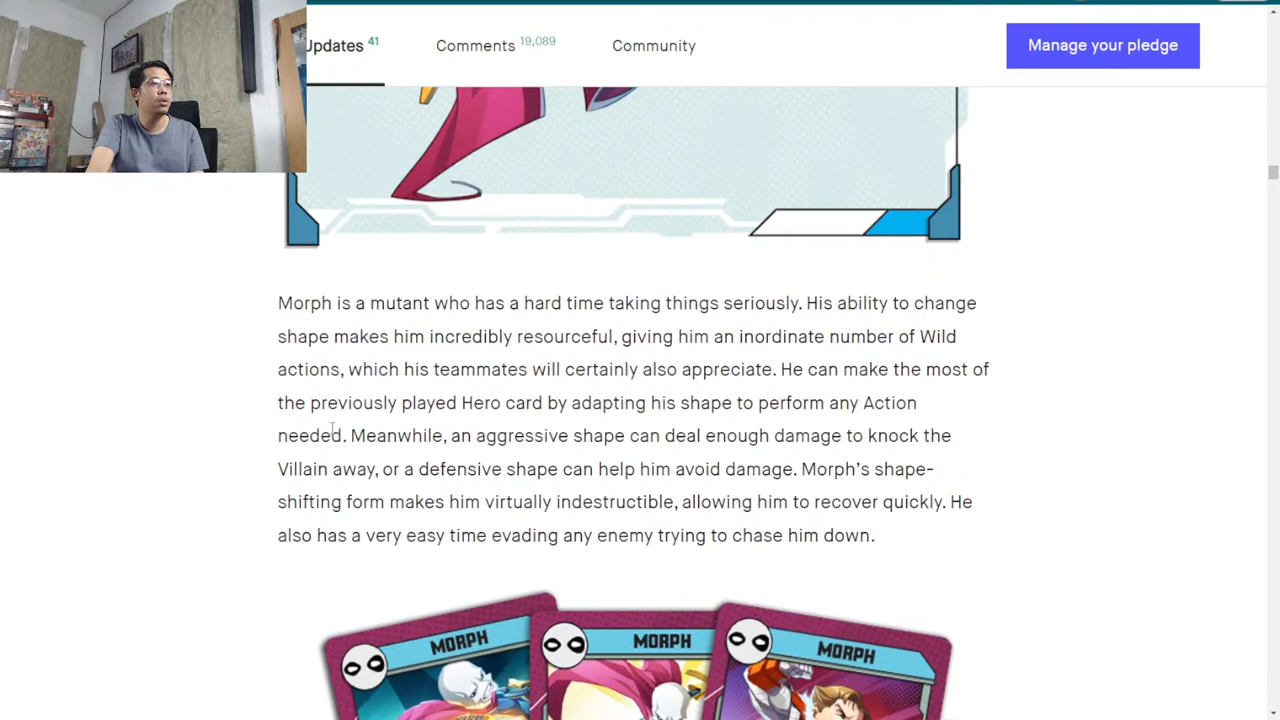 Updates 41
Comments 19,089
Community
Manage your pledge
Morph is a mutant who has a hard time taking things seriously. His ability to change
shape makes him incredibly resourceful, giving him an inordinate number of Wild
actions, which his teammates will certainly also appreciate. He can make the most of
the previously played Hero card by adapting his shape to perform any Action
needed. Meanwhile, an aggressive shape can deal enough damage to knock the
Villain away, or a defensive shape can help him avoid damage. Morph’s shape-
shifting form makes him virtually indestructible, allowing him to recover quickly. He
also has a very easy time evading any enemy trying to chase him down.
MORPH
MORPH
MORPH